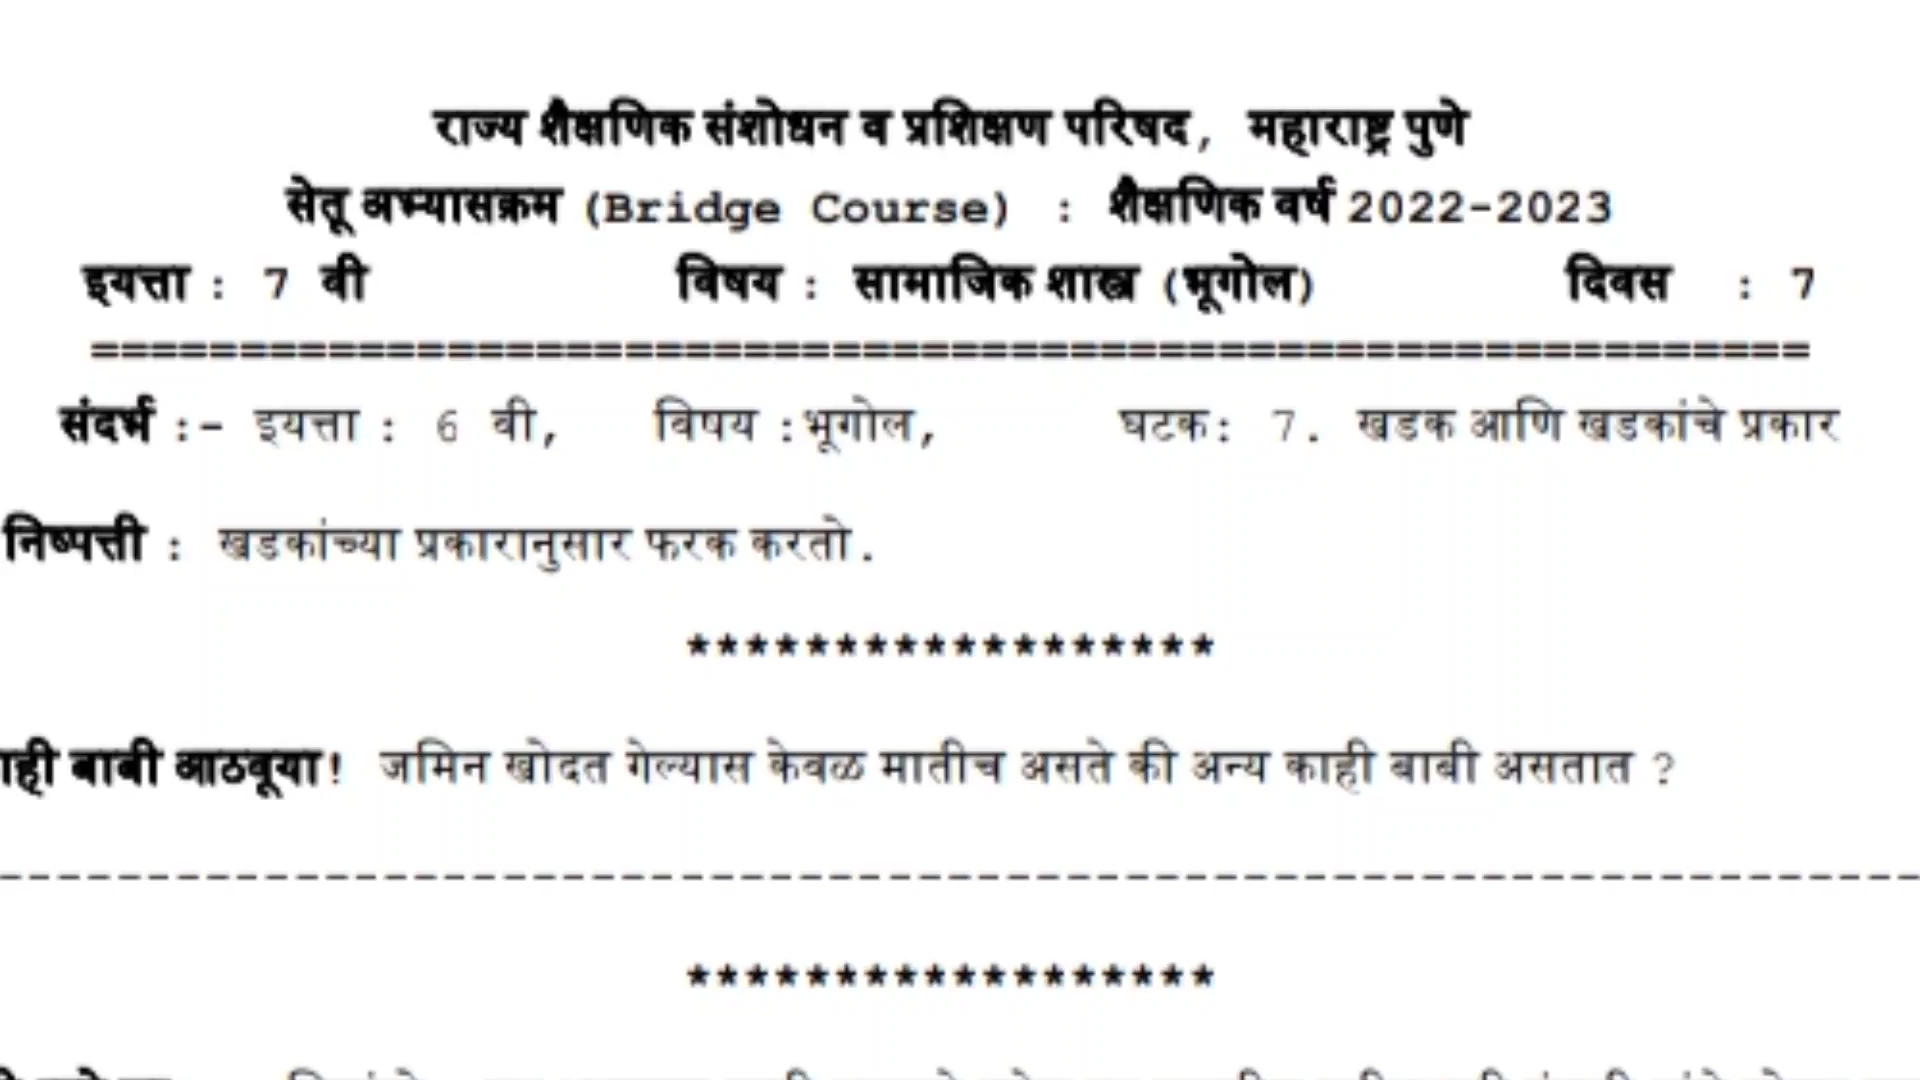 राज्य शैक्षणिक संशोधन व प्रशिक्षण परिषद, महाराष्ट्र पुणे
सेतू अभ्यासक्रम (Bridge Course) : शैक्षणिक वर्ष 2022-2023
इयत्ता : 7 वी विषय : सामाजिक शास्त्र (भूगोल) दिवस : 7
==========================================================
संदर्भ :- इयत्ता : 6 वी, विषय :भूगोल, घटक: 7. खडक आणि खडकांचे प्रकार
निष्पत्ती : खडकांच्या प्रकारानुसार फरक करतो.
******************
बाबी आठवूया! जमिन खोदत गेल्यास केवळ मातीच असते की अन्य काही बाबी असतात ?
-----------------------------------------------------------------
******************